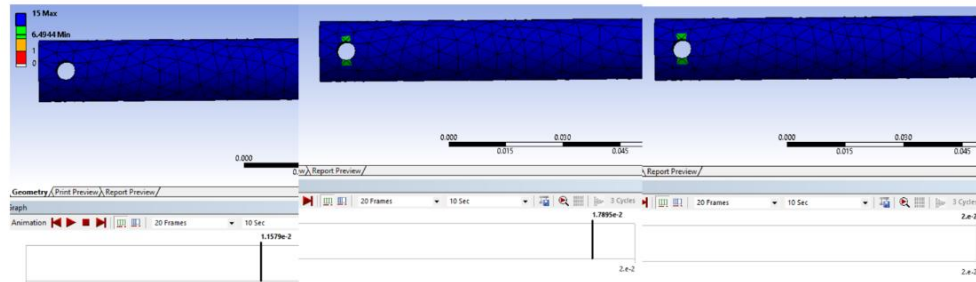 15 Max
6.4944 Min
1
0
0.000
Geometry / Print Preview \ Report Preview /
Graph
Animation 20 Frames 10 Sec
1.1579e-2
0.000 0.030
0.015 0.045
w \ Report Preview /
20 Frames 10 Sec 3 Cycles
1.7895e-2
2.e-2
0.000 0.030
0.015 0.045
Report Preview /
20 Frames 10 Sec 3 Cycles
2.e-2
2.e-2